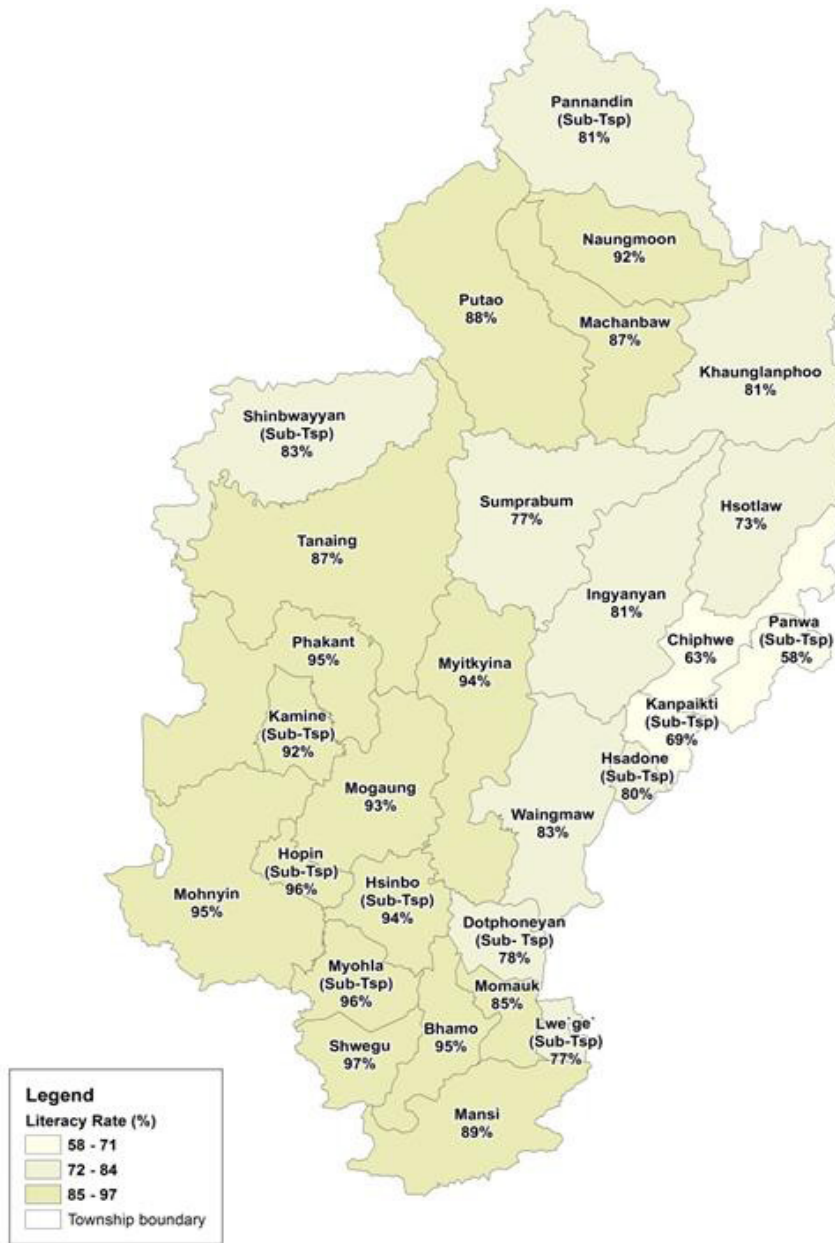 Pannandin
(Sub-Tsp)
81%
Naungmoon
92%
Putao
88%
Machanbaw
87%
Khaunglanphoo
81%
Shinbwayyan
(Sub-Tsp)
83%
Sumprabum
77%
Hsotlaw
73%
Tanaing
87%
Ingyanyan
81%
Phakant
95%
Myitkyina
94%
Chiphwe
63%
Panwa
(Sub-Tsp)
58%
Kamine
(Sub-Tsp)
92%
Kanpaikti
(Sub-Tsp)
69%
Hsadone
(Sub-Tsp)
80%
Mogaung
93%
Waingmaw
83%
Hopin
(Sub-Tsp)
96%
Mohnyin
95%
Hsinbo
(Sub-Tsp)
94%
Dotphoneyan
(Sub- Tsp)
78%
Myohla
(Sub-Tsp)
96%
Momauk
85%
Shwegu
97%
Bhamo
95%
Lwe`ge`
(Sub-Tsp)
77%
Mansi
89%
Legend
Literacy Rate (%)
58 - 71
72 - 84
85 - 97
Township boundary